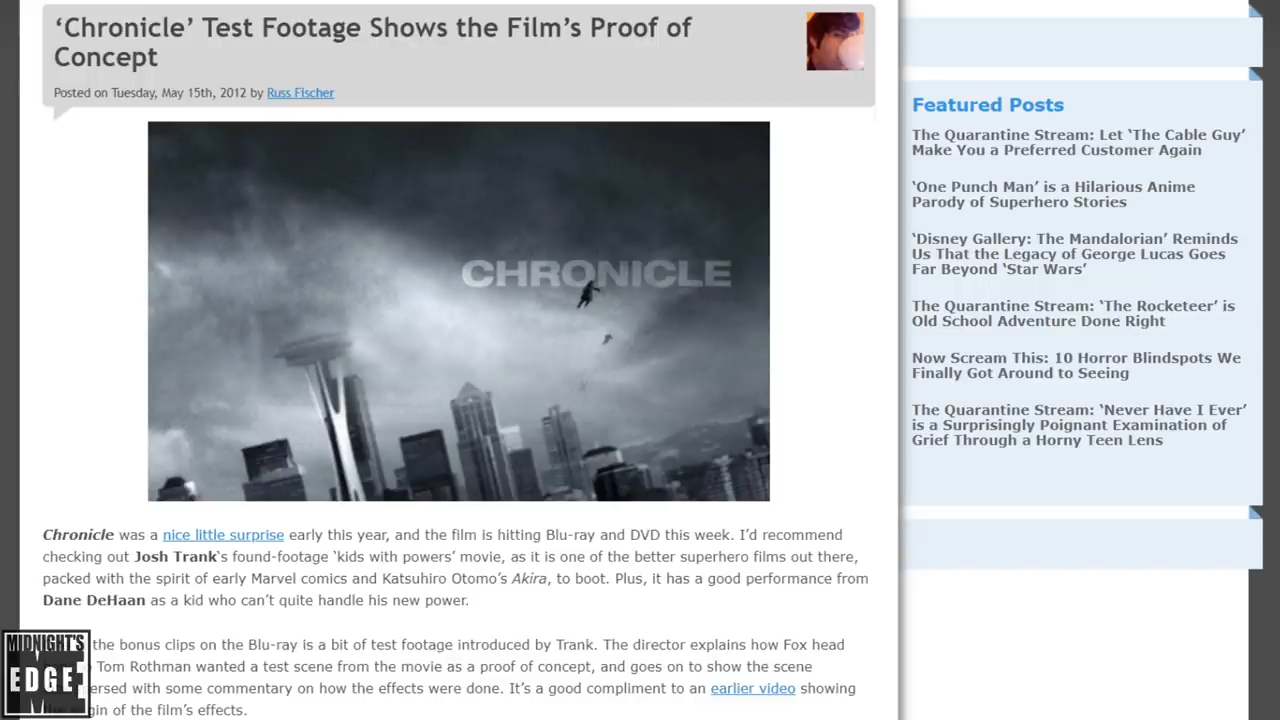 ‘Chronicle’ Test Footage Shows the Film’s Proof of
Concept
Posted on Tuesday, May 15th, 2012 by Russ Fischer
CHRONICLE
Chronicle was a nice little surprise early this year, and the film is hitting Blu-ray and DVD this week. I’d recommend
checking out Josh Trank‘s found-footage ‘kids with powers’ movie, as it is one of the better superhero films out there,
packed with the spirit of early Marvel comics and Katsuhiro Otomo’s Akira, to boot. Plus, it has a good performance from
Dane DeHaan as a kid who can’t quite handle his new power.
the bonus clips on the Blu-ray is a bit of test footage introduced by Trank. The director explains how Fox head
Tom Rothman wanted a test scene from the movie as a proof of concept, and goes on to show the scene
ersed with some commentary on how the effects were done. It’s a good compliment to an earlier video showing
gin of the film’s effects.
MIDNIGHT'S
EDGE
Featured Posts
The Quarantine Stream: Let ‘The Cable Guy’
Make You a Preferred Customer Again
‘One Punch Man’ is a Hilarious Anime
Parody of Superhero Stories
‘Disney Gallery: The Mandalorian’ Reminds
Us That the Legacy of George Lucas Goes
Far Beyond ‘Star Wars’
The Quarantine Stream: ‘The Rocketeer’ is
Old School Adventure Done Right
Now Scream This: 10 Horror Blindspots We
Finally Got Around to Seeing
The Quarantine Stream: ‘Never Have I Ever’
is a Surprisingly Poignant Examination of
Grief Through a Horny Teen Lens